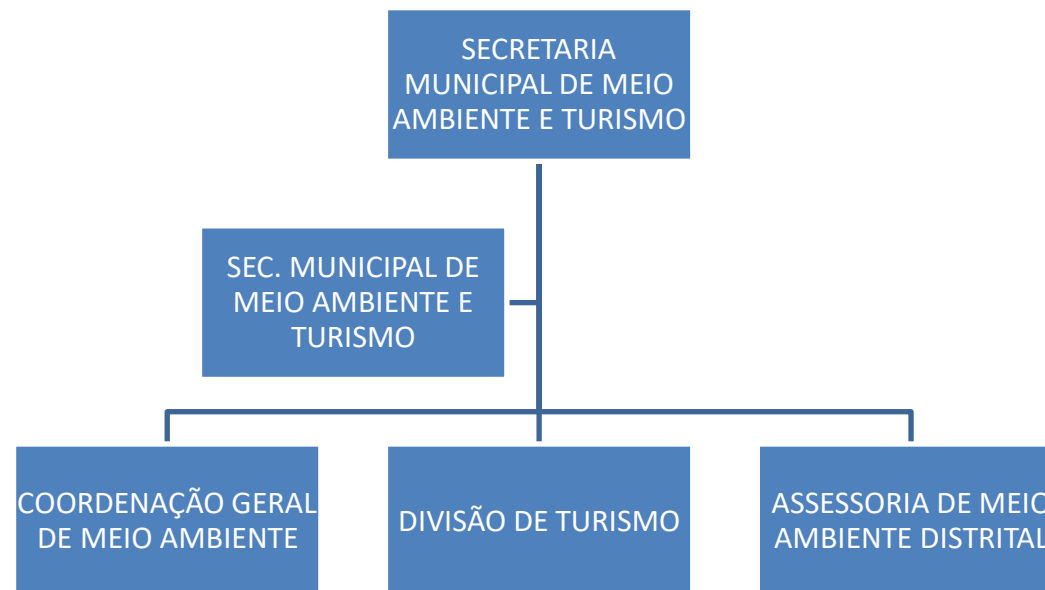 SECRETARIA
MUNICIPAL DE MEIO
AMBIENTE E TURISMO
SEC. MUNICIPAL DE
MEIO AMBIENTE E
TURISMO
COORDENAÇÃO GERAL
DE MEIO AMBIENTE
DIVISÃO DE TURISMO
ASSESSORIA DE MEIO
AMBIENTE DISTRITAL